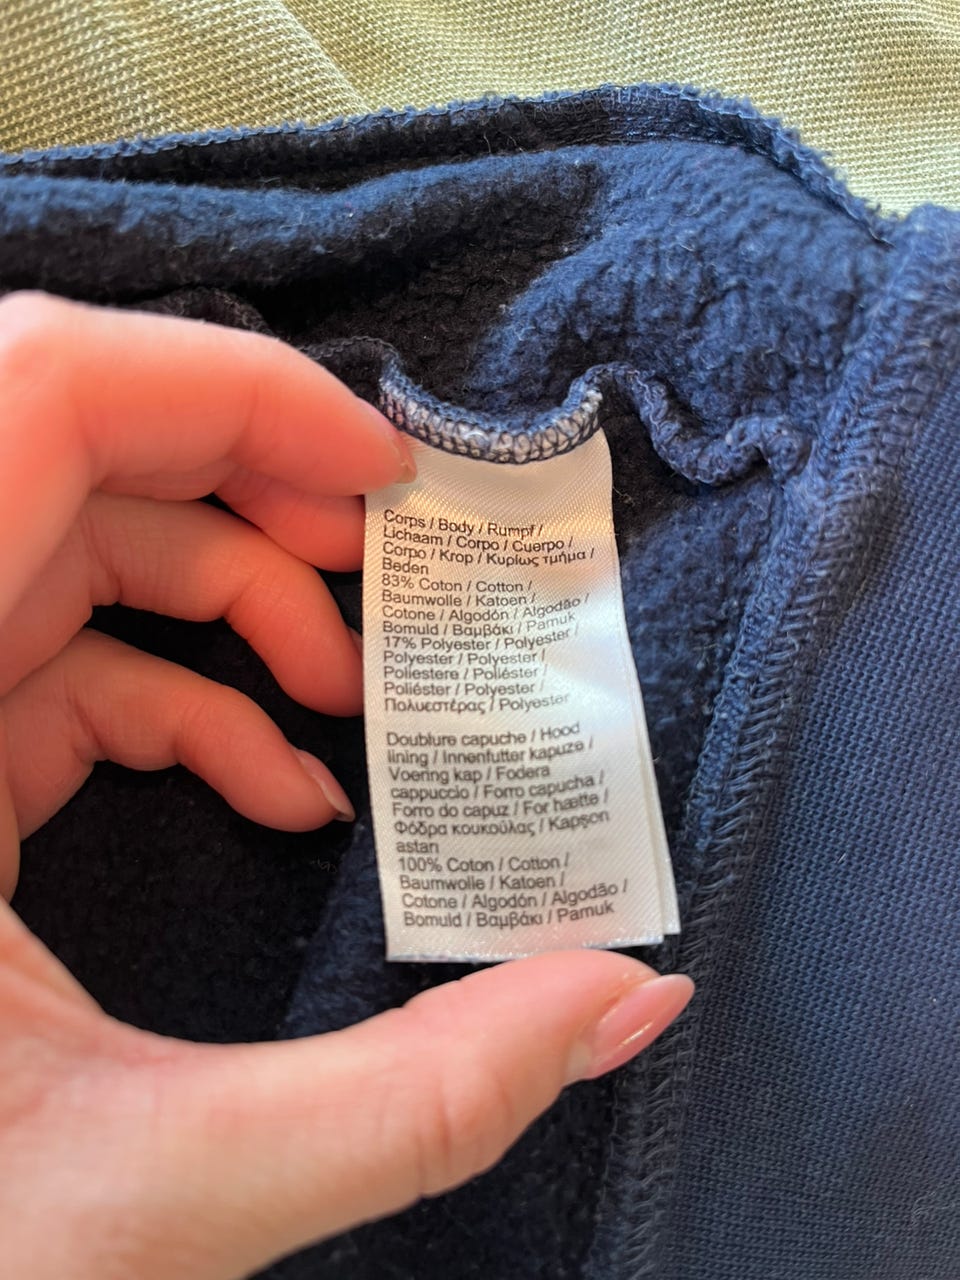 Corps / Body / Rumpf /
Lichaam / Corpo / Cuerpo /
Corpo / Krop / Κυρίως τμήμα /
Beden
83% Coton / Cotton /
Baumwolle / Katoen /
Cotone / Algodón / Algodão /
Bomuld / Βαμβάκι / Pamuk
17% Polyester / Polyester /
Polyester / Polyester /
Poliestere / Poliéster /
Poliéster / Polyester /
Πολυεστέρας / Polyester
Doublure capuche / Hood
lining / Innenfutter kapuze /
Voering kap / Fodera
cappuccio / Forro capucha /
Forro do capuz / For hætte /
Φόδρα κουκούλας / Kapşon
astarı
100% Coton / Cotton /
Baumwolle / Katoen /
Cotone / Algodón / Algodão /
Bomuld / Βαμβάκι / Pamuk